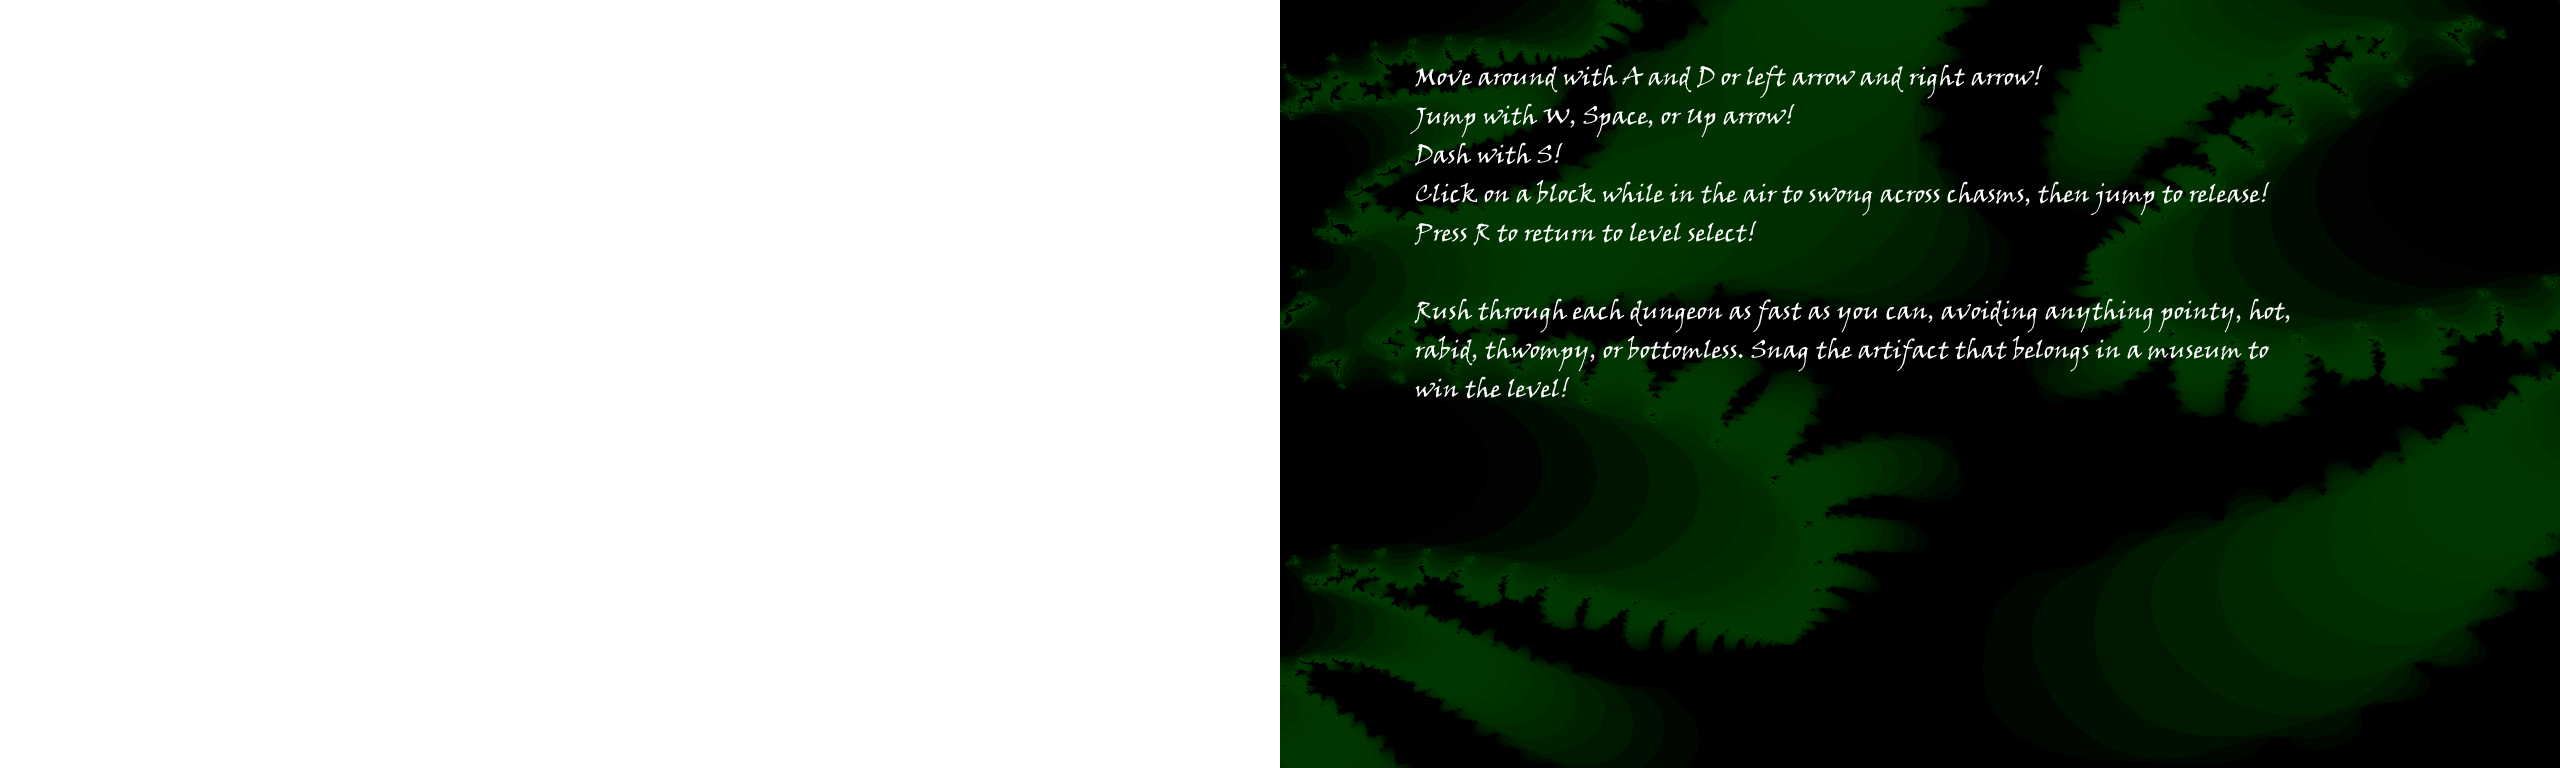 Move around with A and D or left arrow and right arrow!
Jump with W, Space, or Up arrow!
Dash with S!
Click on a block while in the air to swong across chasms, then jump to release!
Press R to return to level select!
Rush through each dungeon as fast as you can, avoiding anything pointy, hot,
rabid, thwompy, or bottomless. Snag the artifact that belongs in a museum to
win the level!